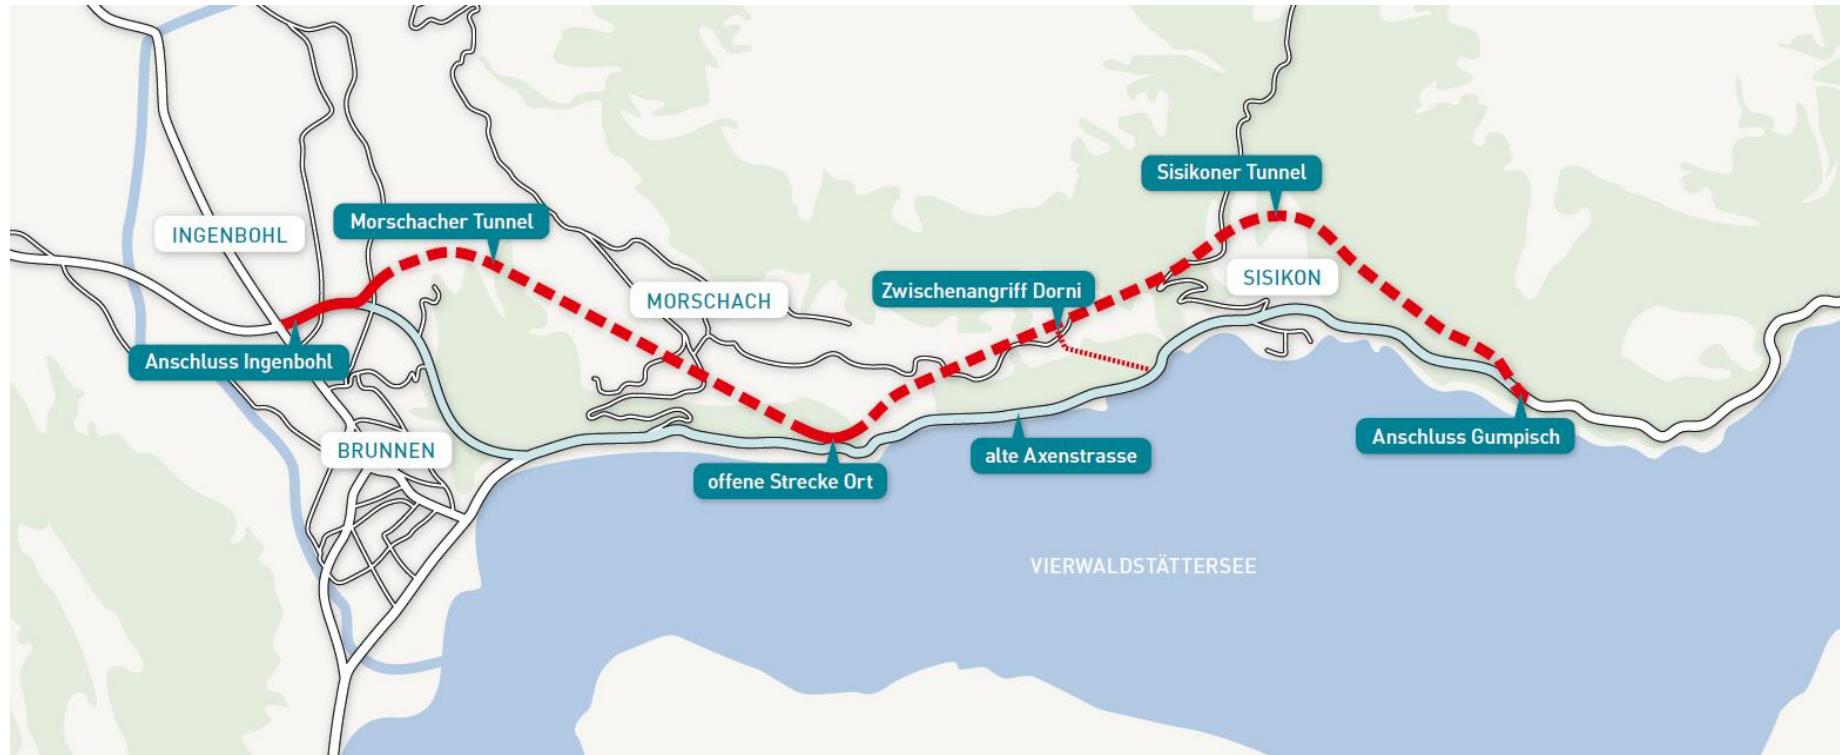 Sisikoner Tunnel
Morschacher Tunnel
INGENBOHL
SISIKON
Zwischenangriff Dorni
MORSCHACH
Anschluss Ingenbohl
Anschluss Gumpisch
BRUNNEN
alte Axenstrasse
offene Strecke Ort
VIERWALDSTÄTTERSEE